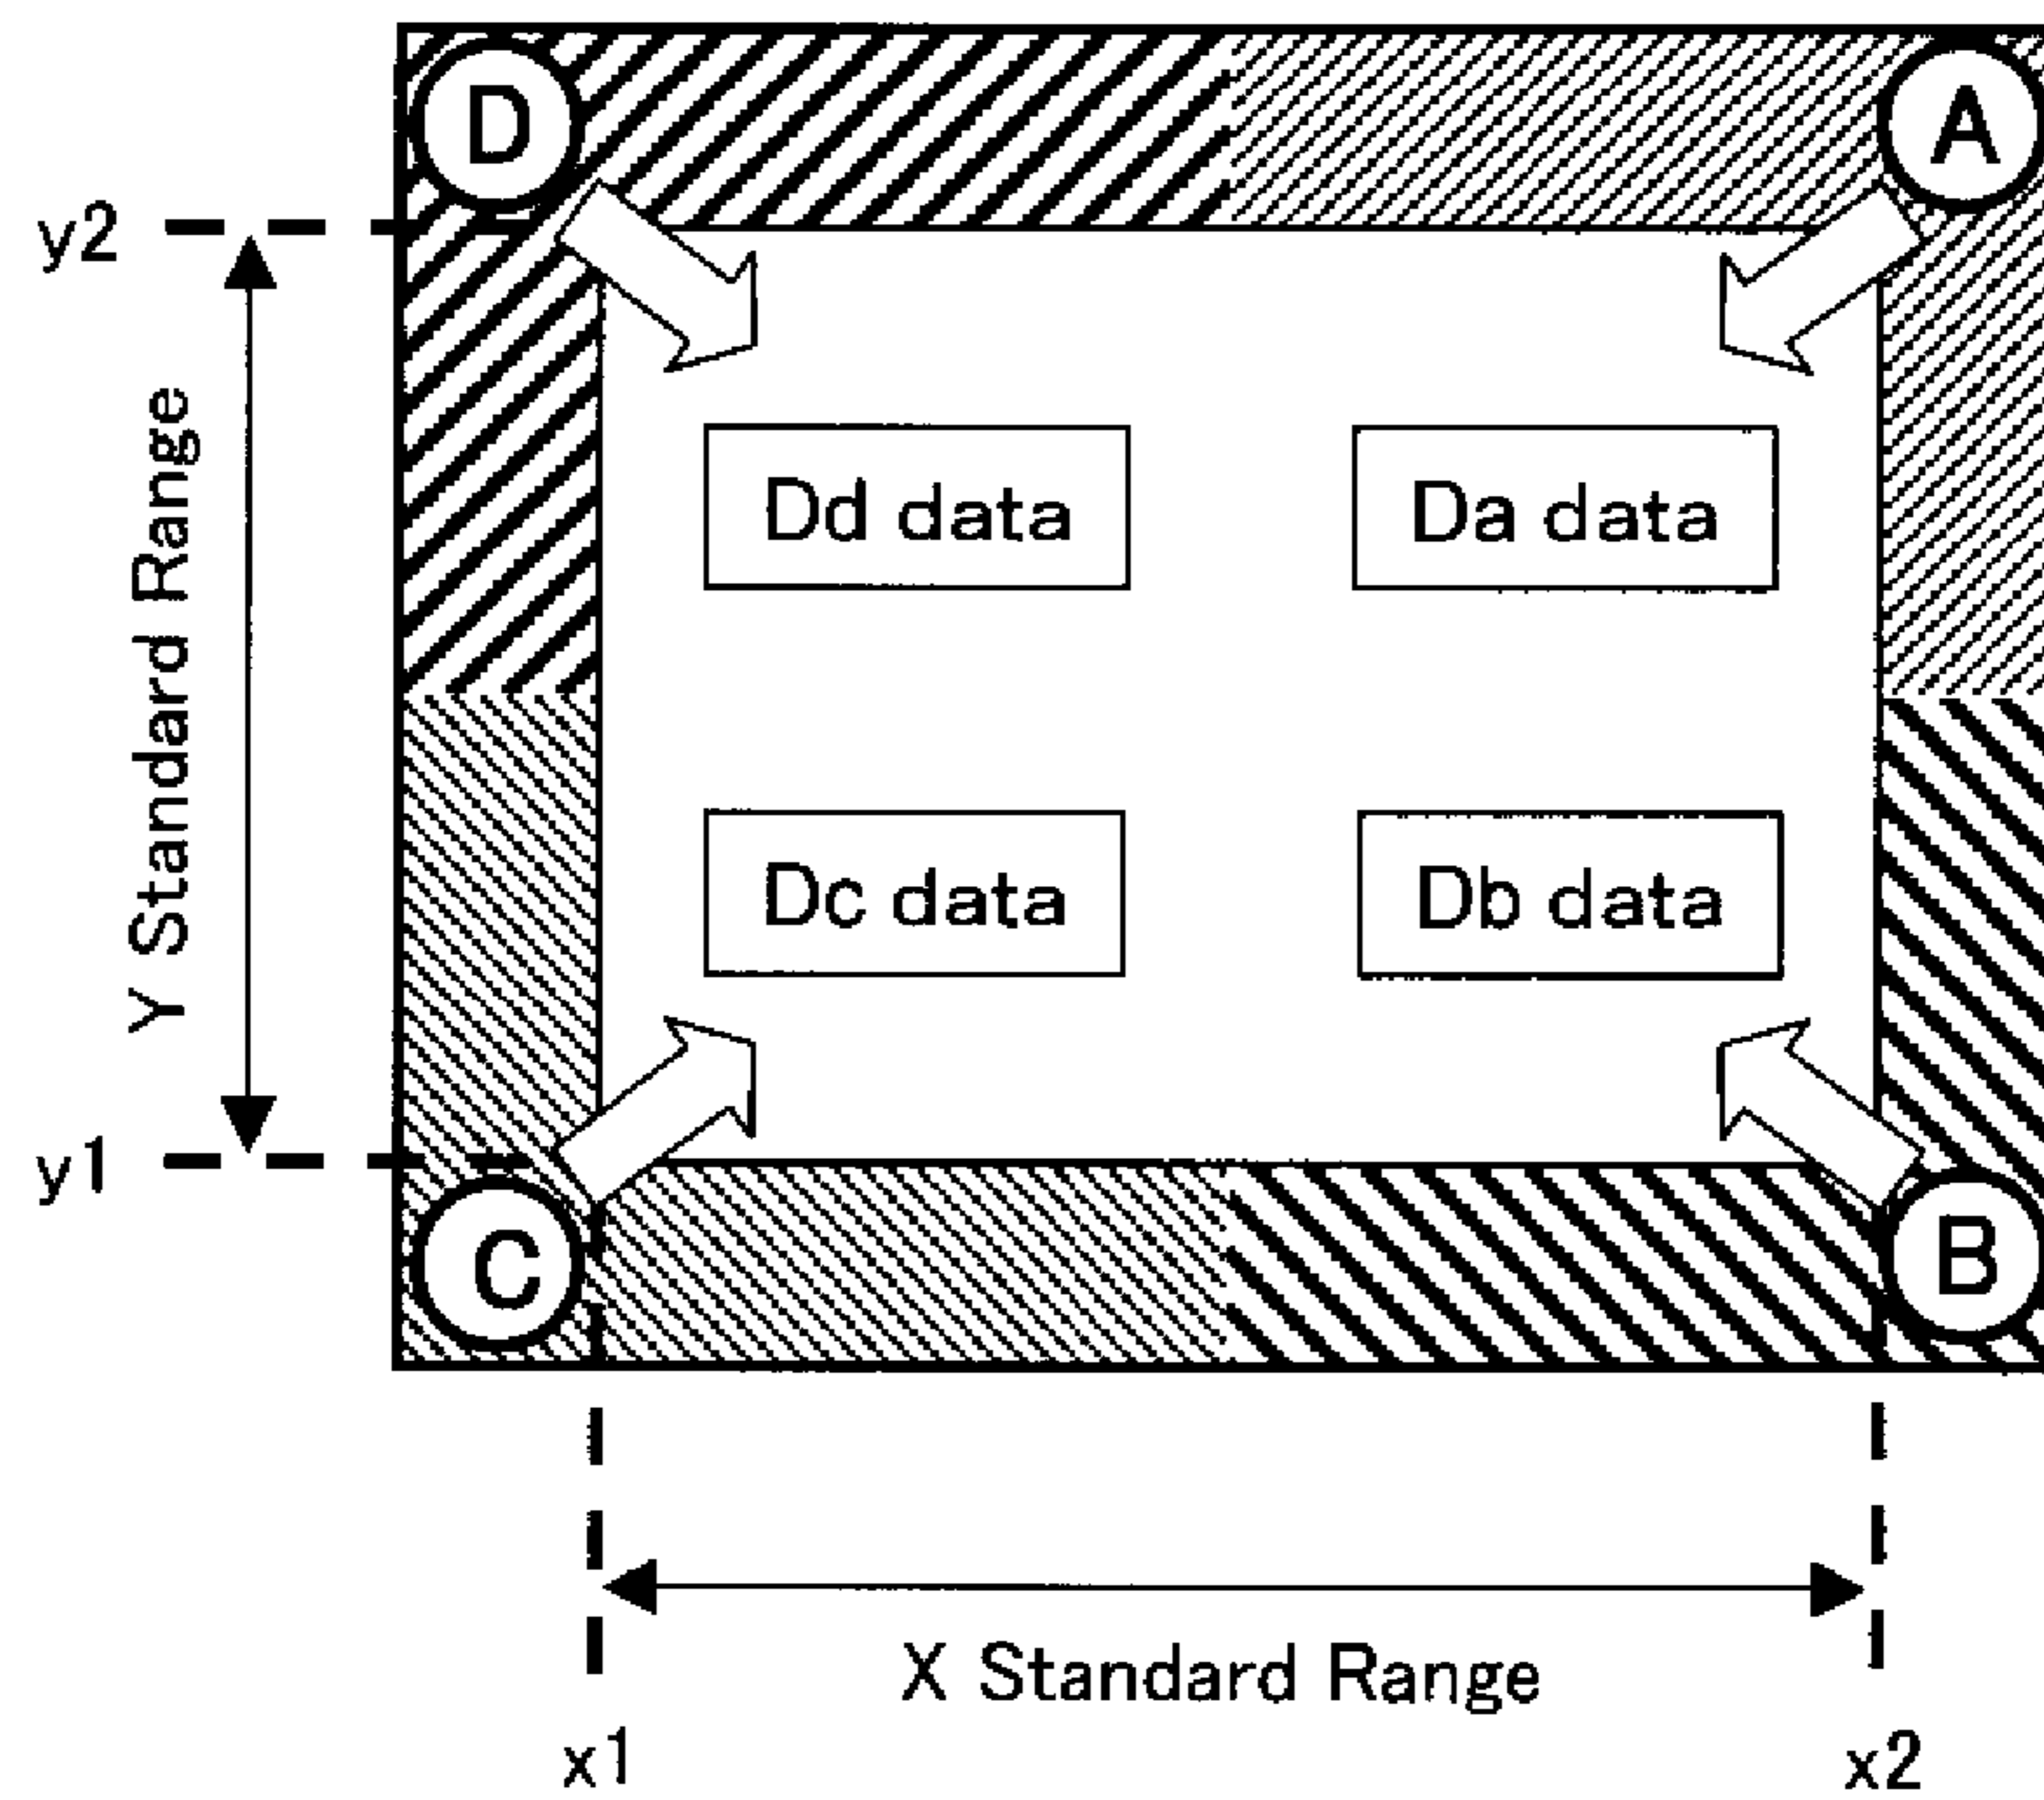 D
A
y2
Y Standard Range
Dd data
Da data
Dc data
Db data
y1
C
B
X Standard Range
x1
x2